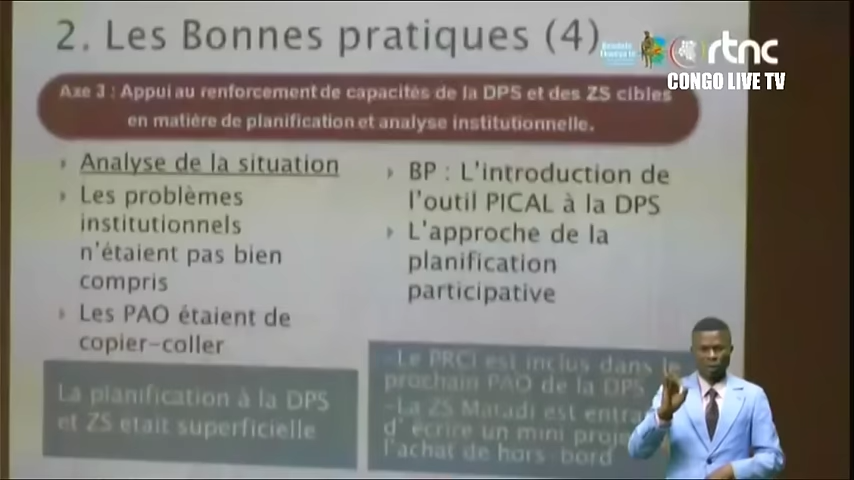 2. Les Bonnes pratiques (4)
rtnc
CONGO LIVE TV
Axe 3 : Appui au renforcement de capacités de la DPS et des ZS cibles
en matière de planification et analyse institutionnelle.
Analyse de la situation
Les problèmes
institutionnels
n'étaient pas bien
compris
Les PAO étaient de
copier-coller
La planification à la DPS
et ZS était superficielle
BP : L'introduction de
l'outil PICAL à la DPS
L'approche de la
planification
participative
-Le PRCI est inclus dans le
prochain PAO de la DPS
-La ZS Matadi est entra
d'écrire un mini proje
l'achat de hors-bord